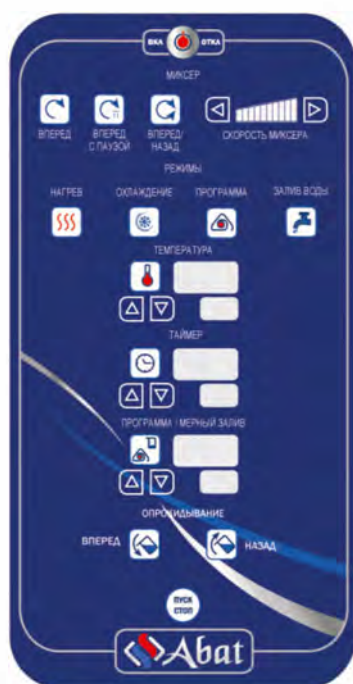 ВКЛ ОТКЛ
МИКСЕР
ВПЕРЕД ВПЕРЕД С ПАУЗОЙ ВПЕРЕД/ НАЗАД СКОРОСТЬ МИКСЕРА
РЕЖИМЫ
НАГРЕВ ОХЛАЖДЕНИЕ ПРОГРАММА ЗАЛИВ ВОДЫ
ТЕМПЕРАТУРА
ТАЙМЕР
ПРОГРАММА / МЕРНЫЙ ЗАЛИВ
ОПРОКИДЫВАНИЕ
ВПЕРЕД НАЗАД
ПУСК
СТОП
Abat